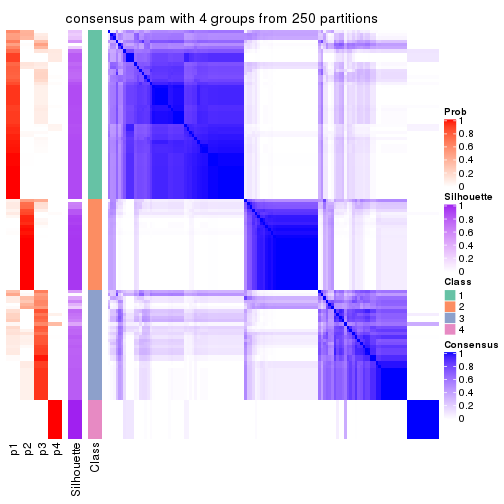 consensus pam with 4 groups from 250 partitions
p1
p2
p3
p4
Silhouette
Class
Prob
1
0.8
0.6
0.4
0.2
0
Silhouette
1
0.8
0.6
0.4
0.2
0
Class
1
2
3
4
Consensus
1
0.8
0.6
0.4
0.2
0